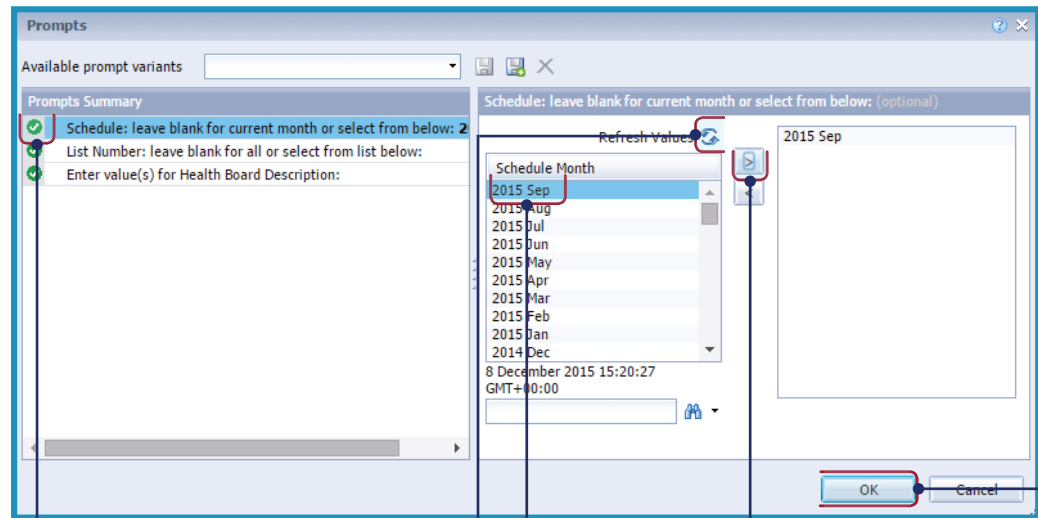 Prompts
Available prompt variants
Prompts Summary
Schedule: leave blank for current month or select from below: 2
List Number: leave blank for all or select from list below:
Enter value(s) for Health Board Description:
Schedule: leave blank for current month or select from below: (optional)
Refresh Values
Schedule Month
2015 Sep
2015 Aug
2015 Jul
2015 Jun
2015 May
2015 Apr
2015 Mar
2015 Feb
2015 Jan
2014 Dec
8 December 2015 15:20:27
GMT+00:00
>
<
2015 Sep
OK
Cancel